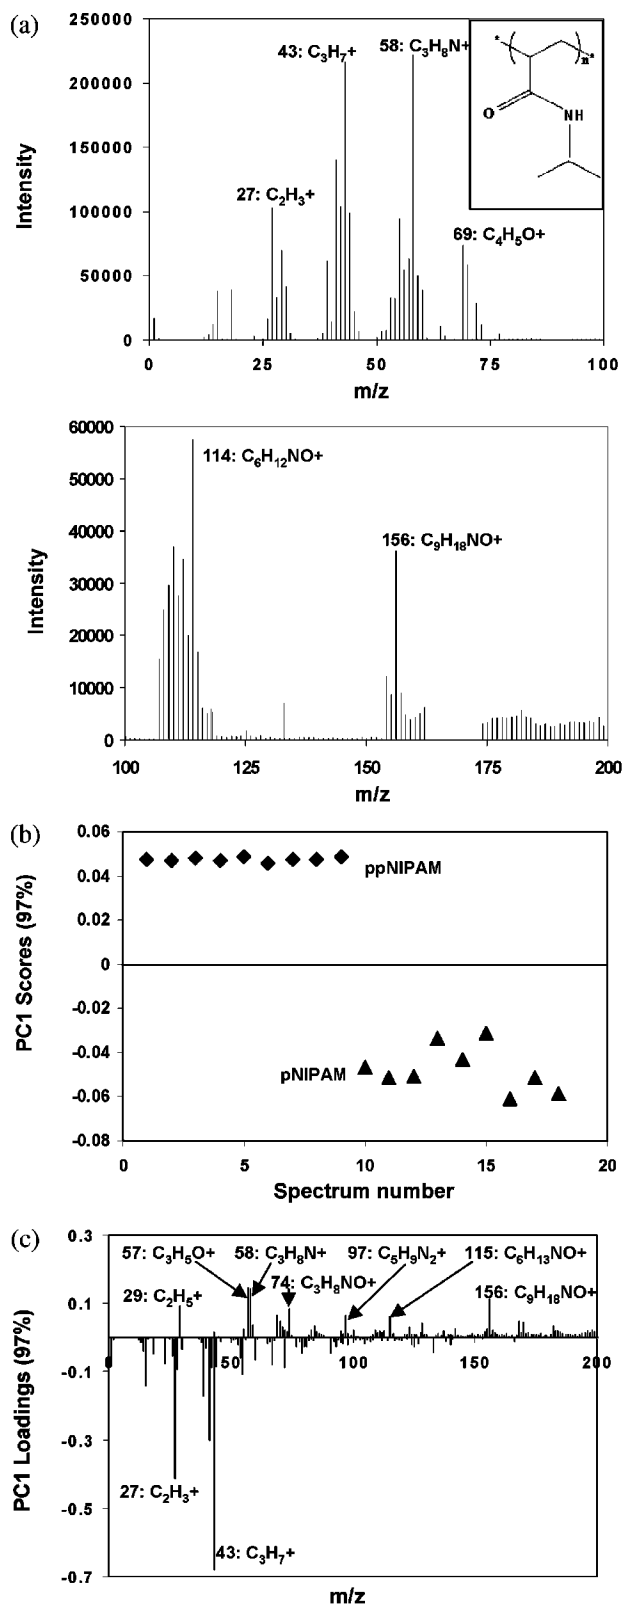 (a)
250000
43: C₃H₇+
58: C₃H₈N+
*
(
)
n
*
O
NH
200000
150000
27: C₂H₃+
Intensity
100000
69: C₄H₅O+
50000
0
0 25 50 75 100
m/z
60000
114: C₆H₁₂NO+
50000
40000
156: C₉H₁₈NO+
Intensity
30000
20000
10000
0
100 125 150 175 200
m/z
(b)
0.06
0.04
ppNIPAM
0.02
PC1 Scores (97%)
0
-0.02
-0.04
pNIPAM
-0.06
-0.08
0 5 10 15 20
Spectrum number
(c)
0.3
57: C₃H₅O+ 58: C₃H₈N+ 97: C₅H₉N₂+ 115: C₆H₁₃NO+
74: C₃H₈NO+
29: C₂H₅+ 156: C₉H₁₈NO+
0.1
0 50 100 150 200
-0.1
PC1 Loadings (97%)
-0.3
27: C₂H₃+
-0.5
43: C₃H₇+
-0.7
m/z